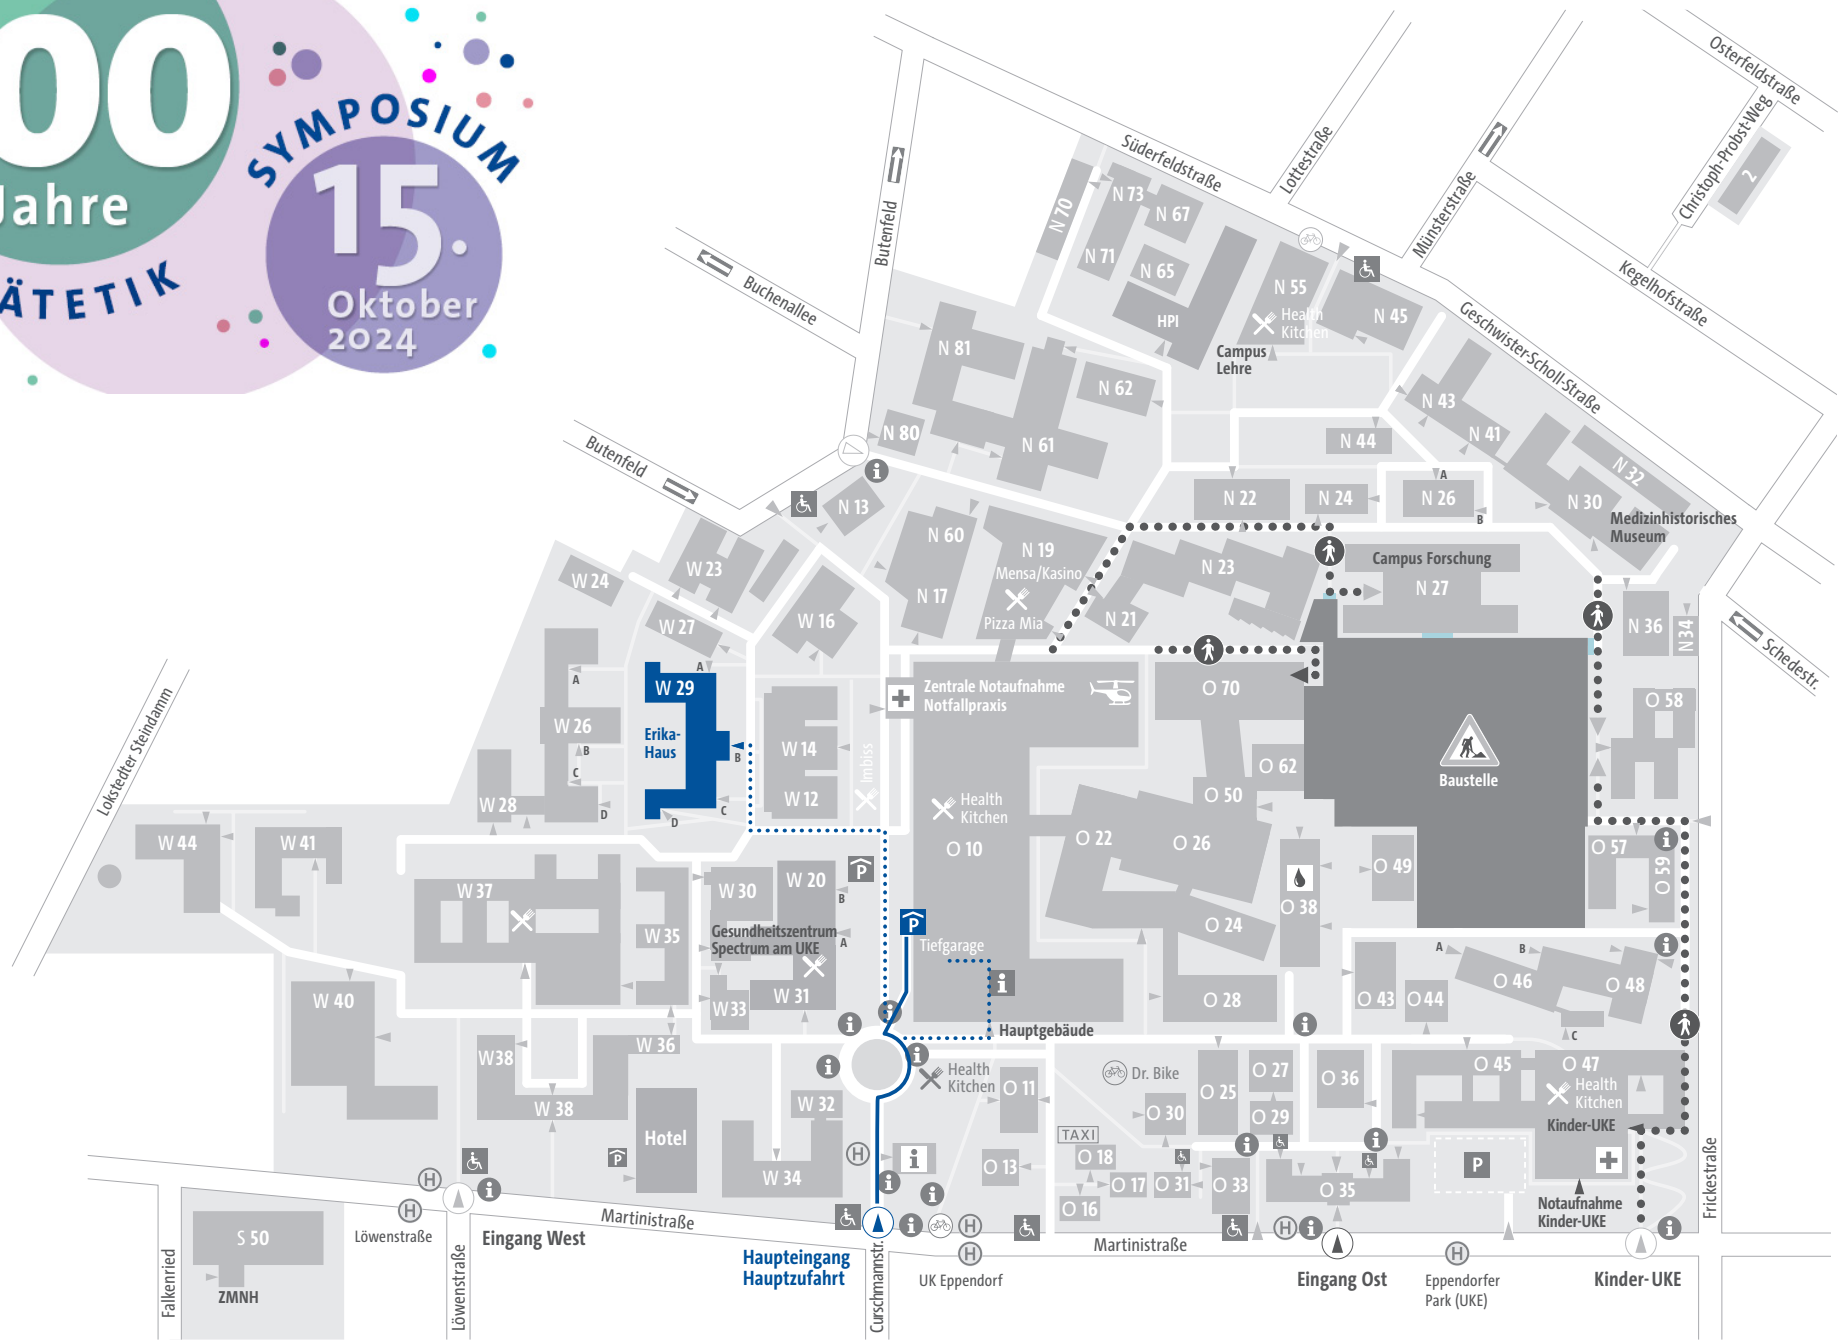 00
Jahre
ÄTETIK
SYMPOSIUM
15.
Oktober
2024
Osterfeldstraße
Christoph-Probst-Weg
2
Süderfeldstraße
Lottestraße
Münsterstraße
Kegelhofstraße
Geschwister-Scholl-Straße
Butenfeld
Buchenallee
Butenfeld
N 70
N 73
N 67
N 71
N 65
HPI
N 55
Health
Kitchen
N 45
Campus
Lehre
N 81
N 62
N 80
N 61
N 43
N 41
N 44
N 32
N 30
N 22
N 24
A
N 26
B
Medizinhistorisches
Museum
N 13
N 60
N 19
Mensa/Kasino
Pizza Mia
N 17
N 21
N 23
Campus Forschung
N 27
N 36
N 34
Schedestr.
W 24
W 23
W 27
W 16
A
W 29
Erika-
Haus
B
C
D
A
W 26
B
C
D
W 28
W 14
W 12
Imbiss
Zentrale Notaufnahme
Notfallpraxis
O 70
O 58
O 62
O 50
Baustelle
Health
Kitchen
O 10
O 22
O 26
O 24
O 28
O 38
O 49
O 57
O 59
Lokstedter Steindamm
W 44
W 41
W 37
W 35
W 30
W 20
B
A
P
Gesundheitszentrum
Spectrum am UKE
W 33
W 31
P
Tiefgarage
Hauptgebäude
O 43
O 44
A
B
O 46
O 48
C
W 40
W 38
W 36
W 38
Hotel
P
W 32
W 34
Health
Kitchen
O 11
O 13
Dr. Bike
TAXI
O 18
O 17
O 16
O 30
O 31
O 25
O 27
O 29
O 33
O 36
O 35
O 45
O 47
Health
Kitchen
Kinder-UKE
P
Notaufnahme
Kinder-UKE
Frickestraße
Martinistraße
Martinistraße
S 50
ZMNH
Falkenried
H
H
Löwenstraße
Löwenstraße
Eingang West
Haupteingang
Hauptzufahrt
Curschmannstr.
H
H
H
UK Eppendorf
H
Eingang Ost
H
Eppendorfer
Park (UKE)
Kinder-UKE